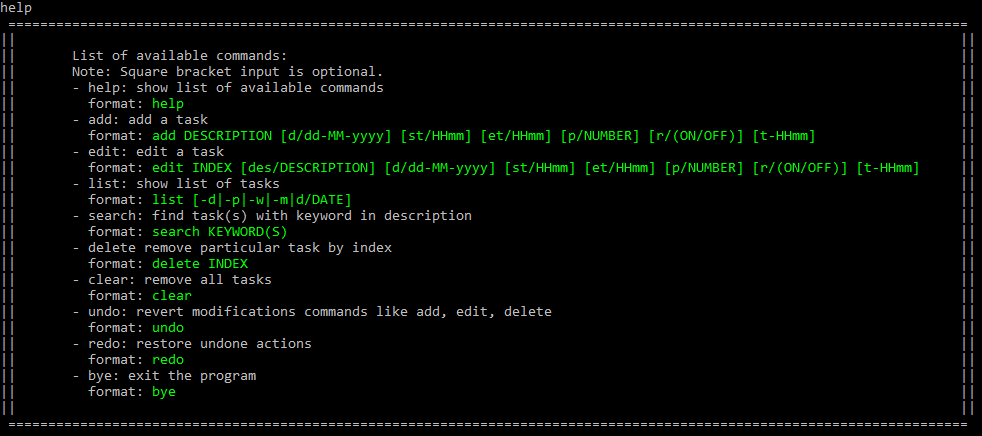 help
========================================================================================================================
||                                                                                                                      ||
||       List of available commands:                                                                                    ||
||       Note: Square bracket input is optional.                                                                        ||
||       - help: show list of available commands                                                                        ||
||         format: help                                                                                                 ||
||       - add: add a task                                                                                              ||
||         format: add DESCRIPTION [d/dd-MM-yyyy] [st/HHmm] [et/HHmm] [p/NUMBER] [r/(ON/OFF)] [t-HHmm]                  ||
||       - edit: edit a task                                                                                            ||
||         format: edit INDEX [des/DESCRIPTION] [d/dd-MM-yyyy] [st/HHmm] [et/HHmm] [p/NUMBER] [r/(ON/OFF)] [t-HHmm]     ||
||       - list: show list of tasks                                                                                     ||
||         format: list [-d|-p|-w|-m|d/DATE]                                                                            ||
||       - search: find task(s) with keyword in description                                                             ||
||         format: search KEYWORD(S)                                                                                    ||
||       - delete remove particular task by index                                                                       ||
||         format: delete INDEX                                                                                         ||
||       - clear: remove all tasks                                                                                      ||
||         format: clear                                                                                                ||
||       - undo: revert modifications commands like add, edit, delete                                                   ||
||         format: undo                                                                                                 ||
||       - redo: restore undone actions                                                                                 ||
||         format: redo                                                                                                 ||
||       - bye: exit the program                                                                                        ||
||         format: bye                                                                                                  ||
||                                                                                                                      ||
========================================================================================================================